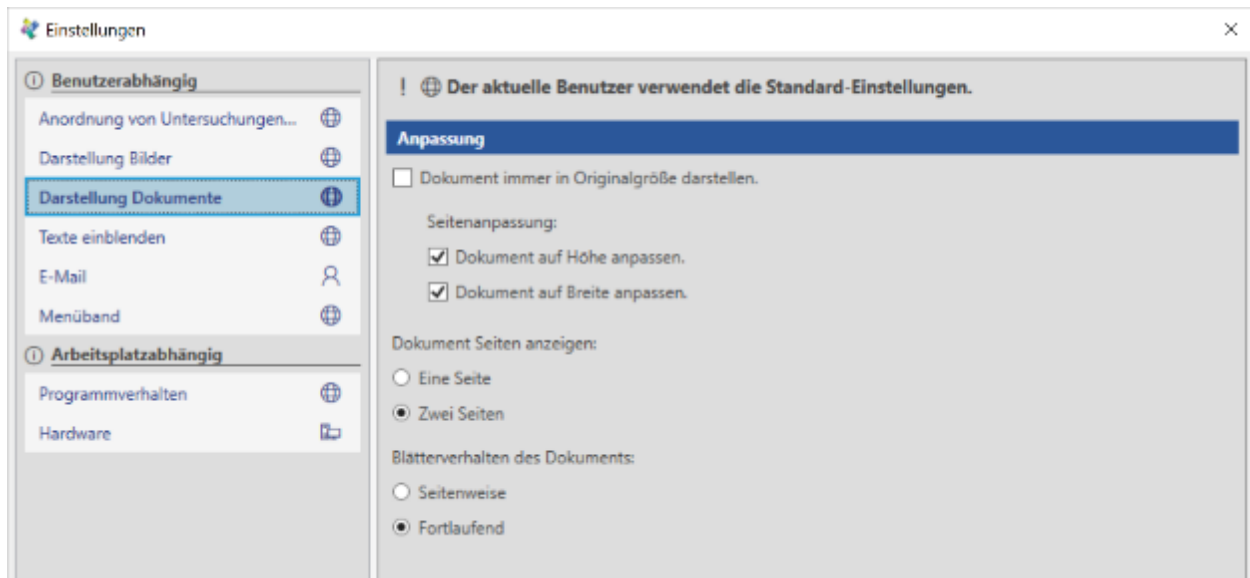 Einstellungen
Benutzerabhängig
Anordnung von Untersuchungen...
Darstellung Bilder
Darstellung Dokumente
Texte einblenden
E-Mail
Menüband
Arbeitsplatzabhängig
Programmverhalten
Hardware
! Der aktuelle Benutzer verwendet die Standard-Einstellungen.
Anpassung
Dokument immer in Originalgröße darstellen.
Seitenanpassung:
Dokument auf Höhe anpassen.
Dokument auf Breite anpassen.
Dokument Seiten anzeigen:
Eine Seite
Zwei Seiten
Blätterverhalten des Dokuments:
Seitenweise
Fortlaufend